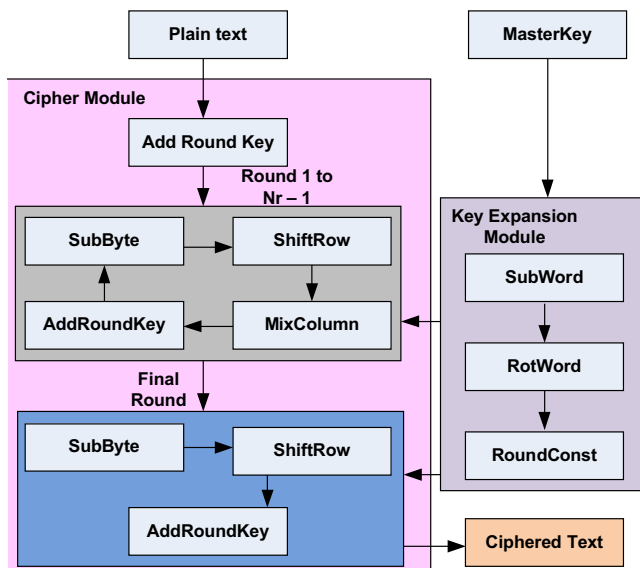 Plain text
MasterKey
Cipher Module
Add Round Key
Round 1 to
Nr – 1
SubByte
ShiftRow
AddRoundKey
MixColumn
Key Expansion
Module
SubWord
RotWord
RoundConst
Final
Round
SubByte
ShiftRow
AddRoundKey
Ciphered Text